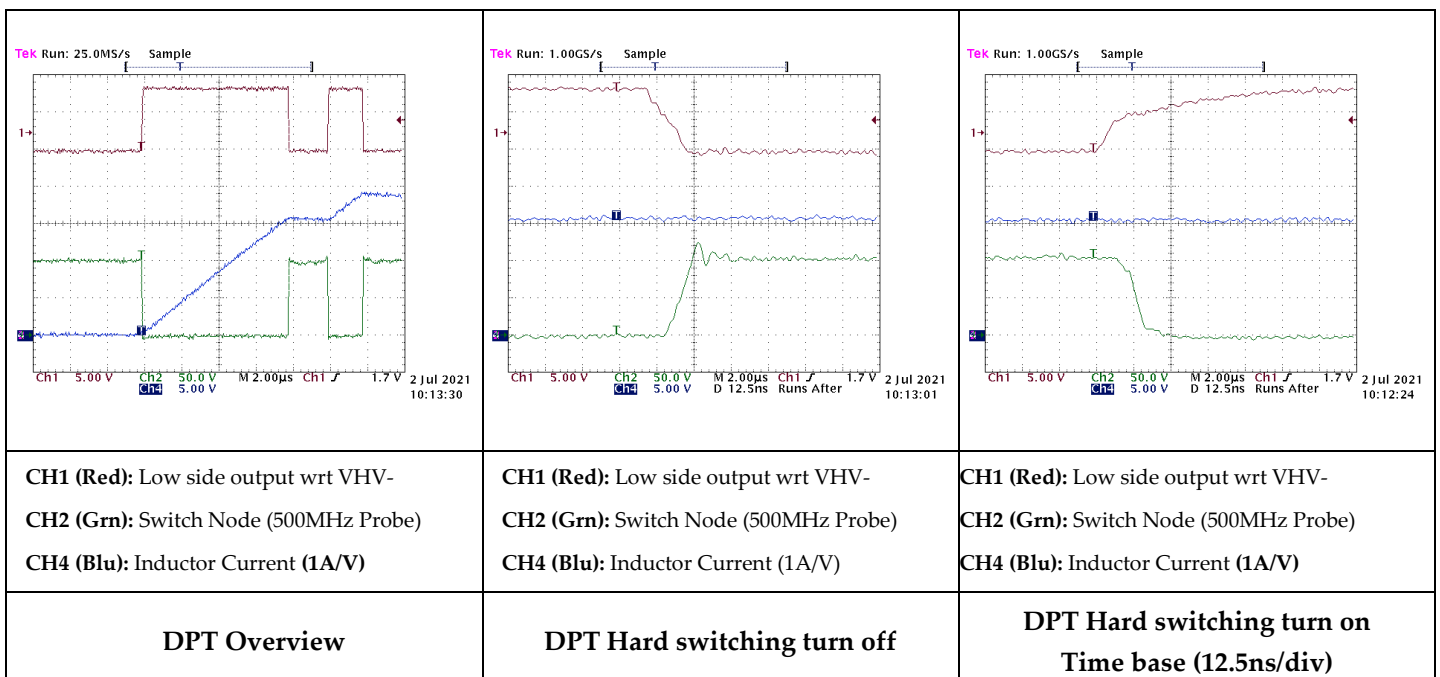 Tek Run: 25.0MS/s Sample
T
1→
T
T
4
Ch1 5.00 V Ch2 50.0 V M 2.00µs Ch1 1.7 V
Ch4 5.00 V
2 Jul 2021
10:13:30
Tek Run: 1.00GS/s Sample
T
T
1→
T
T
Ch1 5.00 V Ch2 50.0 V M 2.00µs Ch1 1.7 V
Ch4 5.00 V D 12.5ns Runs After
2 Jul 2021
10:13:01
Tek Run: 1.00GS/s Sample
T
1→
T
T
T
Ch1 5.00 V Ch2 50.0 V M 2.00µs Ch1 1.7 V
Ch4 5.00 V D 12.5ns Runs After
2 Jul 2021
10:12:24
CH1 (Red): Low side output wrt VHV-
CH2 (Grn): Switch Node (500MHz Probe)
CH4 (Blu): Inductor Current (1A/V)
CH1 (Red): Low side output wrt VHV-
CH2 (Grn): Switch Node (500MHz Probe)
CH4 (Blu): Inductor Current (1A/V)
CH1 (Red): Low side output wrt VHV-
CH2 (Grn): Switch Node (500MHz Probe)
CH4 (Blu): Inductor Current (1A/V)
DPT Overview
DPT Hard switching turn off
DPT Hard switching turn on
Time base (12.5ns/div)